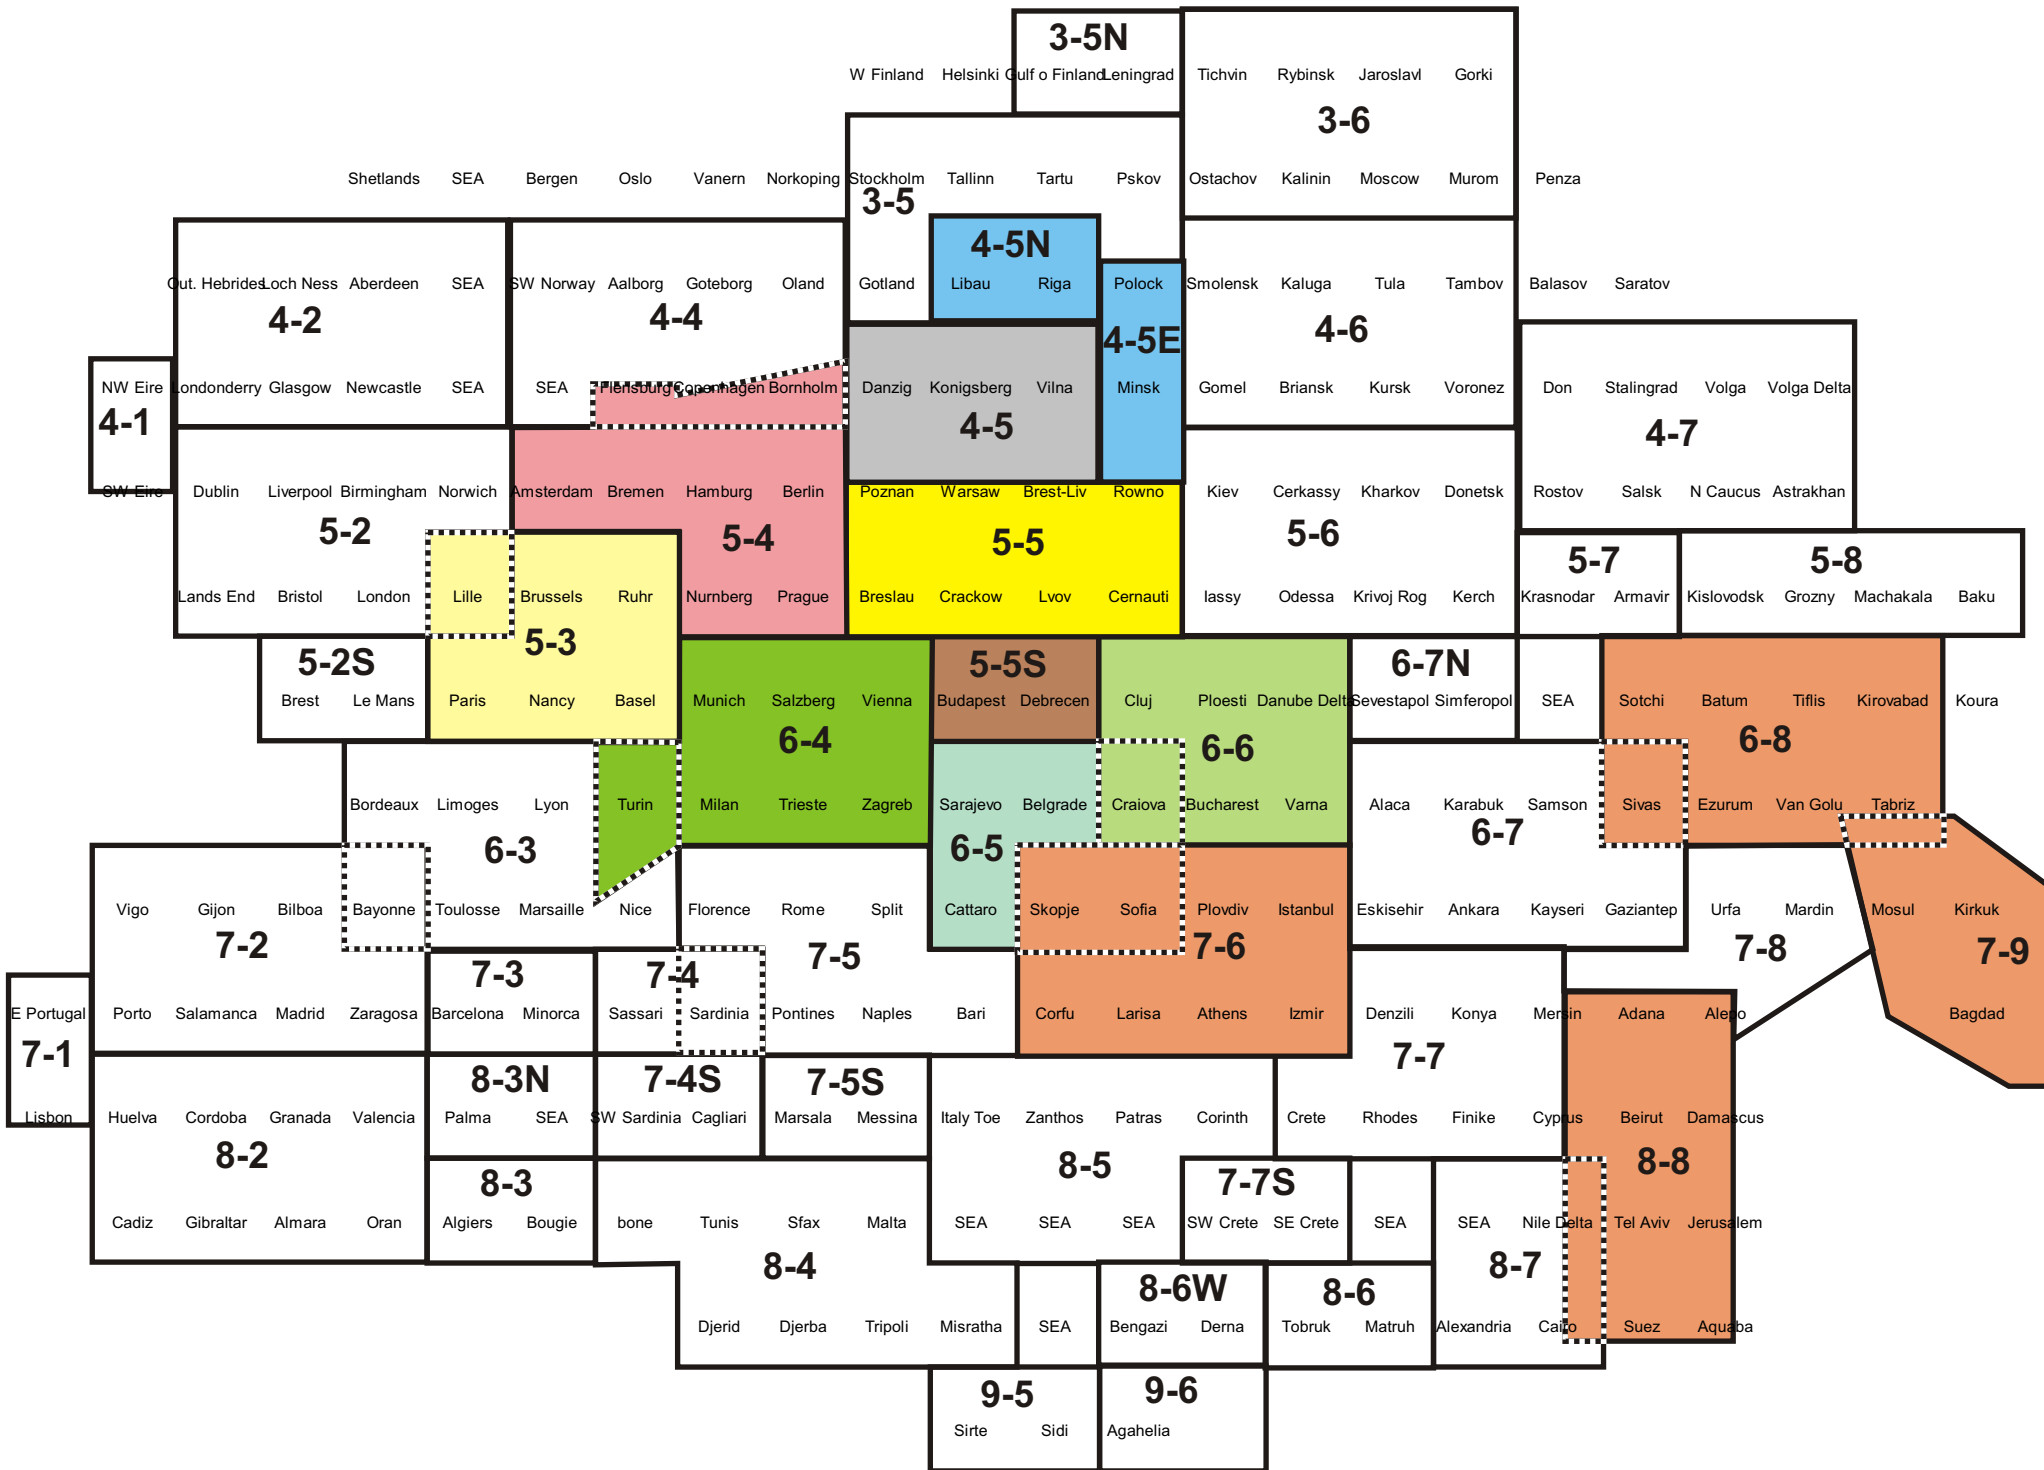 3-5N
W Finland Helsinki Gulf o Finland Leningrad Tichvin Rybinsk Jaroslavl Gorki
3-6
Shetlands SEA Bergen Oslo Vanern Norkoping Stockholm Tallinn Tartu Pskov Ostachov Kalinin Moscow Murom Penza
3-5
4-5N
Out. Hebrides Loch Ness Aberdeen SEA SW Norway Aalborg Goteborg Oland Gotland Libau Riga Polock Smolensk Kaluga Tula Tambov Balasov Saratov
4-2 4-4 4-5E 4-6
NW Eire Londonderry Glasgow Newcastle SEA SEA Flensburg Copenhagen Bornholm Danzig Konigsberg Vilna Minsk Gomel Briansk Kursk Voronez Don Stalingrad Volga Volga Delta
4-1 4-5 4-7
SW Eire Dublin Liverpool Birmingham Norwich Amsterdam Bremen Hamburg Berlin Poznan Warsaw Brest-Liv Rowno Kiev Cerkassy Kharkov Donetsk Rostov Salsk N Caucus Astrakhan
5-2 5-4 5-5 5-6 5-7 5-8
Lands End Bristol London Lille Brussels Ruhr Nurnberg Prague Breslau Crackow Lvov Cernauti Iassy Odessa Krivoj Rog Kerch Krasnodar Armavir Kislovodsk Grozny Machakala Baku
5-3
5-2S 5-5S 6-7N
Brest Le Mans Paris Nancy Basel Munich Salzberg Vienna Budapest Debrecen Cluj Ploesti Danube Delt Sevestapol Simferopol SEA Sotchi Batum Tiflis Kirovabad Koura
6-4 6-6 6-8
Bordeaux Limoges Lyon Turin Milan Trieste Zagreb Sarajevo Belgrade Craiova Bucharest Varna Alaca Karabuk Samson Sivas Ezurum Van Golu Tabriz
6-3 6-5 6-7
Vigo Gijon Bilboa Bayonne Toulosse Marsaille Nice Florence Rome Split Cattaro Skopje Sofia Plovdiv Istanbul Eskisehir Ankara Kayseri Gaziantep Urfa Mardin Mosul Kirkuk
7-2 7-3 7-4 7-5 7-6 7-8 7-9
E Portugal Porto Salamanca Madrid Zaragosa Barcelona Minorca Sassari Sardinia Pontines Naples Bari Corfu Larisa Athens Izmir Denzili Konya Mersin Adana Alepo Bagdad
7-1 8-3N 7-4S 7-5S 7-7
Lisbon Huelva Cordoba Granada Valencia Palma SEA SW Sardinia Cagliari Marsala Messina Italy Toe Zanthos Patras Corinth Crete Rhodes Finike Cyprus Beirut Damascus
8-2 8-3 8-5 7-7S 8-8
Cadiz Gibraltar Almara Oran Algiers Bougie bone Tunis Sfax Malta SEA SEA SEA SW Crete SE Crete SEA SEA Nile Delta Tel Aviv Jerusalem
8-4 8-6W 8-6 8-7
Djerid Djerba Tripoli Misratha SEA Bengazi Derna Tobruk Matruh Alexandria Cairo Suez Aquaba
9-5 9-6
Sirte Sidi Agahelia